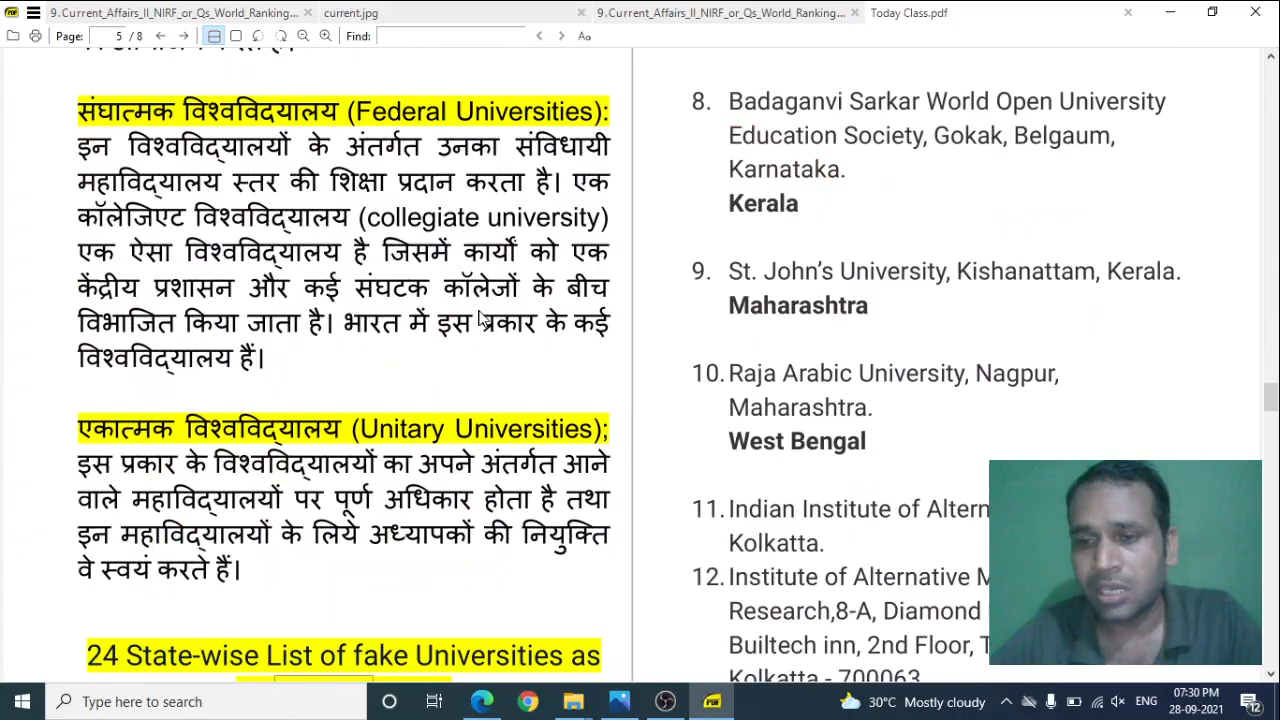 9.Current_Affairs_II_NIRF_or_Qs_World_Ranking...
current.jpg
9.Current_Affairs_II_NIRF_or_Qs_World_Ranking...
Today Class.pdf
Page: 5 / 8
Find:
Aa
संघात्मक विश्वविदयालय (Federal Universities):
इन विश्वविद्यालयों के अंतर्गत उनका संविधायी
महाविद्यालय स्तर की शिक्षा प्रदान करता है। एक
कॉलेजिएट विश्वविद्यालय (collegiate university)
एक ऐसा विश्वविद्यालय है जिसमें कार्यों को एक
केंद्रीय प्रशासन और कई संघटक कॉलेजों के बीच
विभाजित किया जाता है। भारत में इस प्रकार के कई
विश्वविद्यालय हैं।
एकात्मक विश्वविद्यालय (Unitary Universities);
इस प्रकार के विश्वविद्यालयों का अपने अंतर्गत आने
वाले महाविद्यालयों पर पूर्ण अधिकार होता है तथा
इन महाविद्यालयों के लिये अध्यापकों की नियुक्ति
वे स्वयं करते हैं।
24 State-wise List of fake Universities as
8. Badaganvi Sarkar World Open University
Education Society, Gokak, Belgaum,
Karnataka.
Kerala
9. St. John’s University, Kishanattam, Kerala.
Maharashtra
10. Raja Arabic University, Nagpur,
Maharashtra.
West Bengal
11. Indian Institute of Altern
Kolkatta.
12. Institute of Alternative M
Research,8-A, Diamond
Builtech inn, 2nd Floor, T
Kolkatta - 700063
Type here to search
30°C Mostly cloudy
ENG
07:30 PM
28-09-2021
12